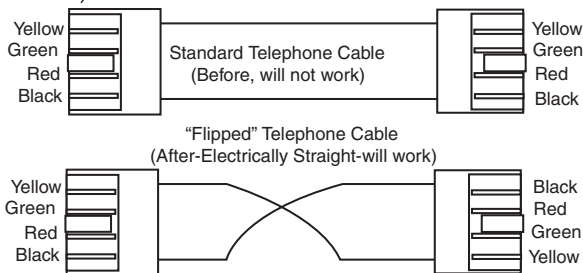 Yellow
Green
Red
Black
Standard Telephone Cable
(Before, will not work)
Yellow
Green
Red
Black
“Flipped” Telephone Cable
(After-Electrically Straight-will work)
Yellow
Green
Red
Black
Black
Red
Green
Yellow